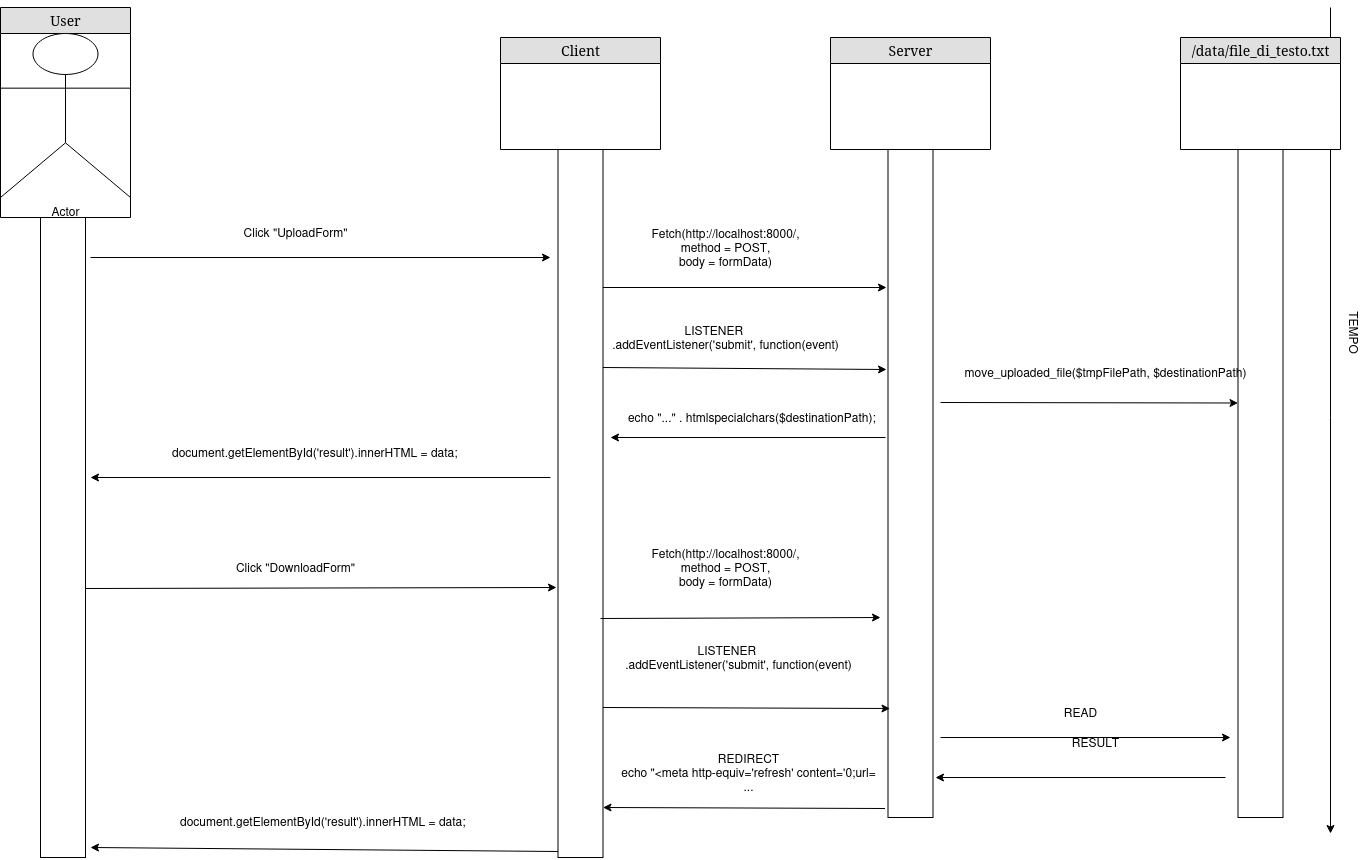 User
Client
Server
/data/file_di_testo.txt
Actor
Click "UploadForm"
Fetch(http://localhost:8000/,
method = POST,
body = formData)
LISTENER
.addEventListener('submit', function(event)
TEMPO
move_uploaded_file($tmpFilePath, $destinationPath)
echo "..." . htmlspecialchars($destinationPath);
document.getElementById('result').innerHTML = data;
Click "DownloadForm"
Fetch(http://localhost:8000/,
method = POST,
body = formData)
LISTENER
.addEventListener('submit', function(event)
READ
RESULT
REDIRECT
echo "<meta http-equiv='refresh' content='0;url=
...
document.getElementById('result').innerHTML = data;